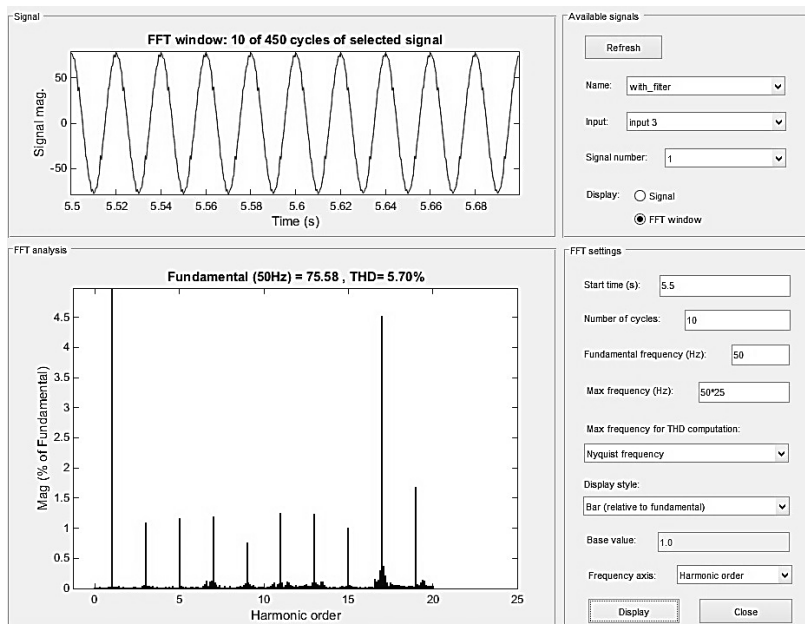 Signal
FFT window: 10 of 450 cycles of selected signal
50
0
-50
Signal mag.
5.5 5.52 5.54 5.56 5.58 5.6 5.62 5.64 5.66 5.68
Time (s)
Available signals
Refresh
Name: with_filter
Input: input 3
Signal number: 1
Display: Signal
FFT window
FFT analysis
Fundamental (50Hz) = 75.58 , THD= 5.70%
4.5
4
3.5
3
2.5
2
1.5
1
0.5
0
Mag (% of Fundamental)
0 5 10 15 20 25
Harmonic order
FFT settings
Start time (s): 5.5
Number of cycles: 10
Fundamental frequency (Hz): 50
Max frequency (Hz): 50*25
Max frequency for THD computation:
Nyquist frequency
Display style:
Bar (relative to fundamental)
Base value: 1.0
Frequency axis: Harmonic order
Display Close